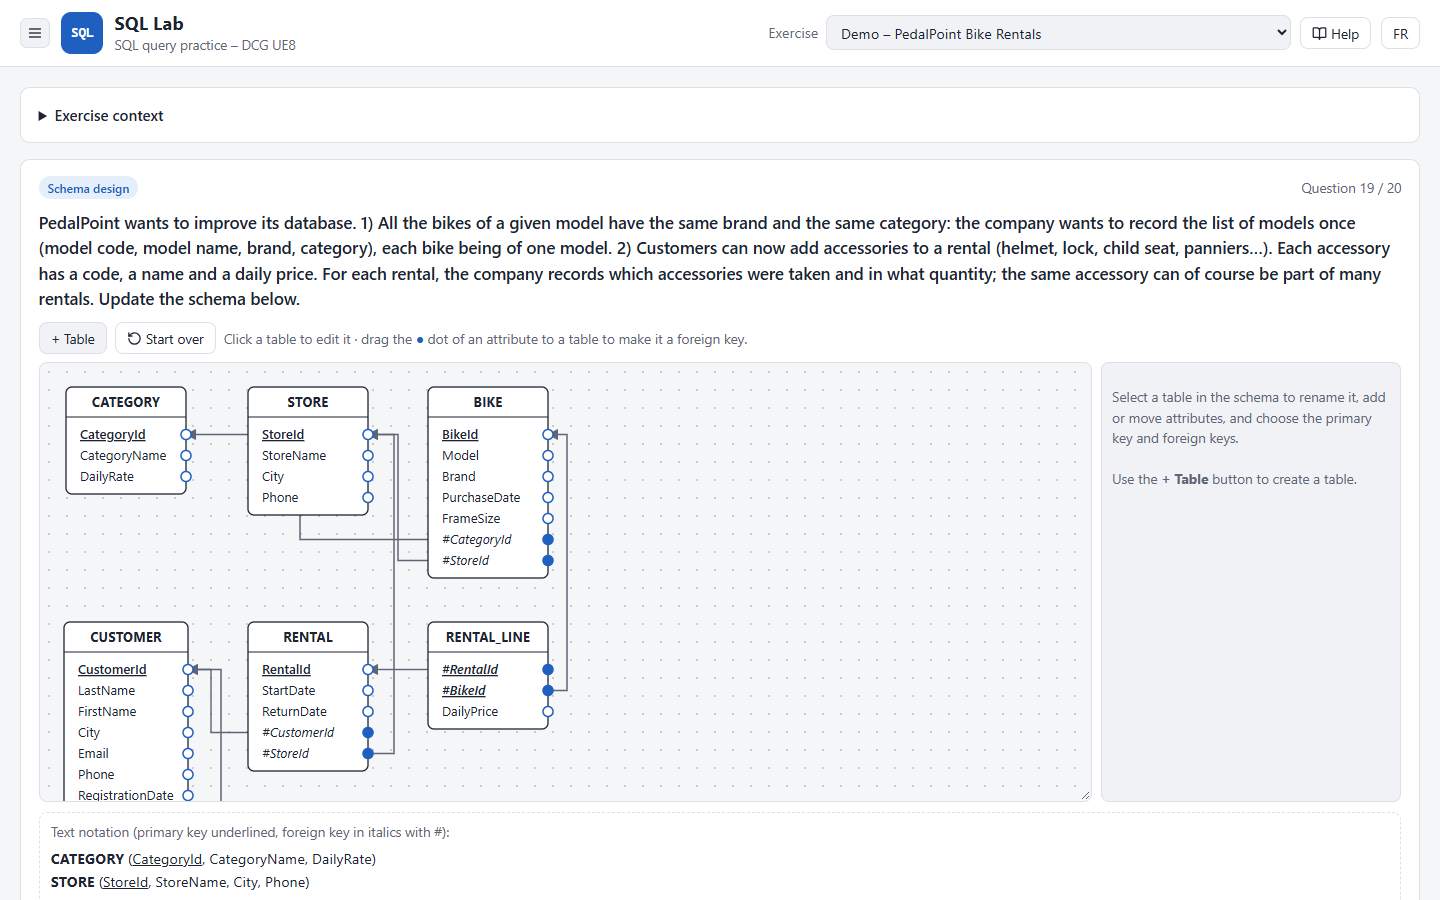 SQL
SQL Lab
SQL query practice – DCG UE8
Exercise
Demo – PedalPoint Bike Rentals
Help
FR
Exercise context
Schema design
Question 19 / 20
PedalPoint wants to improve its database. 1) All the bikes of a given model have the same brand and the same category: the company wants to record the list of models once
(model code, model name, brand, category), each bike being of one model. 2) Customers can now add accessories to a rental (helmet, lock, child seat, panniers...). Each accessory
has a code, a name and a daily price. For each rental, the company records which accessories were taken and in what quantity; the same accessory can of course be part of many
rentals. Update the schema below.
+ Table
Start over
Click a table to edit it · drag the ● dot of an attribute to a table to make it a foreign key.
CATEGORY
CategoryId
CategoryName
DailyRate
STORE
StoreId
StoreName
City
Phone
BIKE
BikeId
Model
Brand
PurchaseDate
FrameSize
#CategoryId
#StoreId
CUSTOMER
CustomerId
LastName
FirstName
City
Email
Phone
RegistrationDate
RENTAL
RentalId
StartDate
ReturnDate
#CustomerId
#StoreId
RENTAL_LINE
#RentalId
#BikeId
DailyPrice
Select a table in the schema to rename it, add
or move attributes, and choose the primary
key and foreign keys.
Use the + Table button to create a table.
Text notation (primary key underlined, foreign key in italics with #):
CATEGORY (CategoryId, CategoryName, DailyRate)
STORE (StoreId, StoreName, City, Phone)